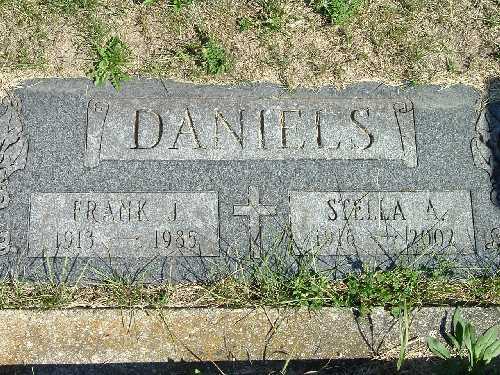 DANIELS
FRANK J.
1913 — 1985
STELLA A.
1916 — 2002